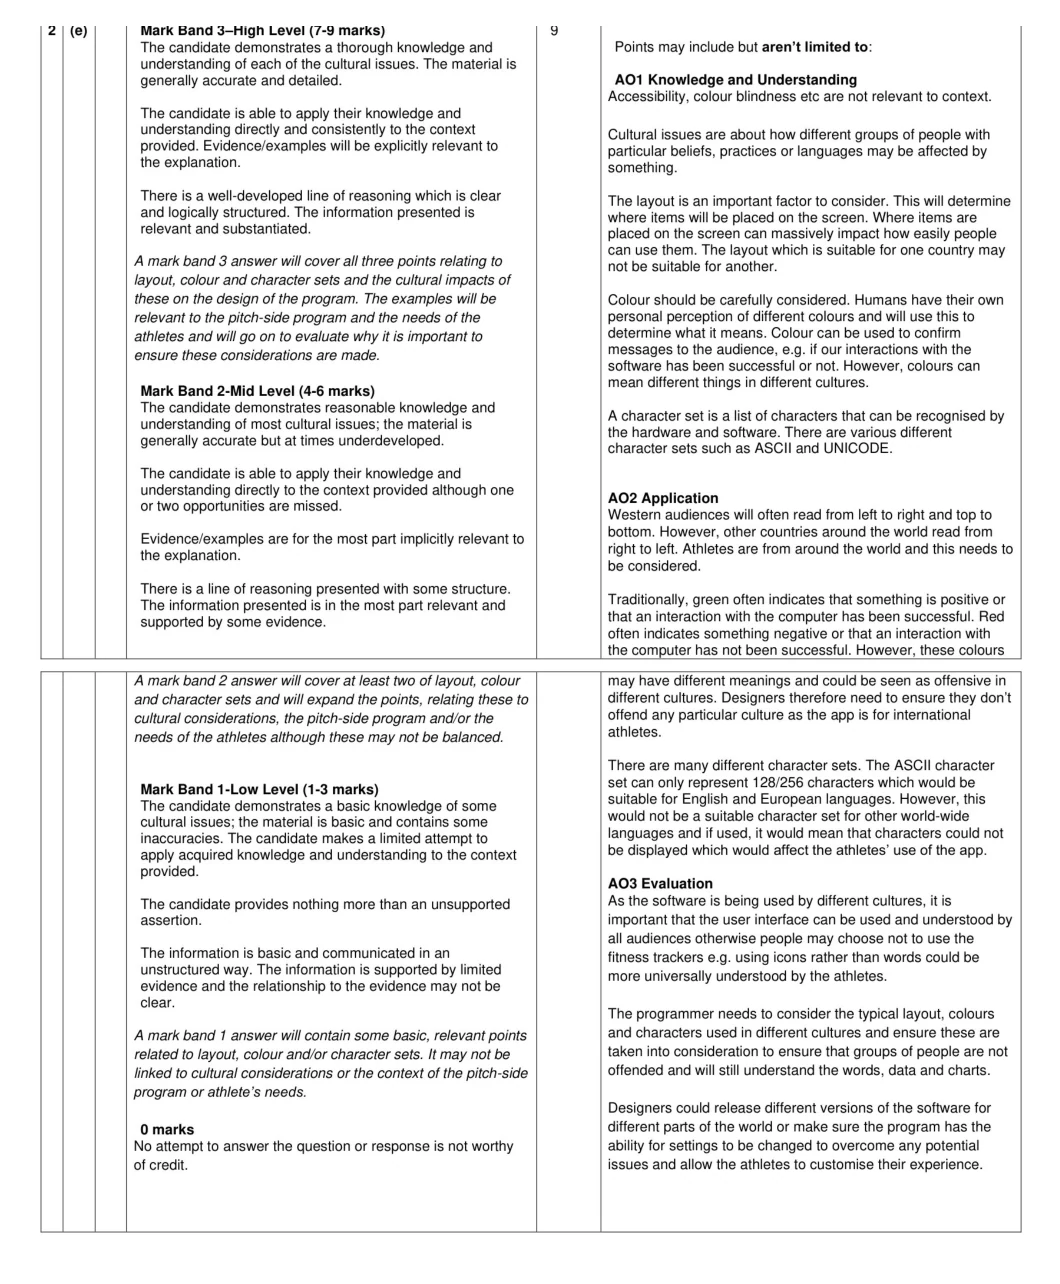 2 (e)
Mark Band 3–High Level (7-9 marks)
The candidate demonstrates a thorough knowledge and
understanding of each of the cultural issues. The material is
generally accurate and detailed.
The candidate is able to apply their knowledge and
understanding directly and consistently to the context
provided. Evidence/examples will be explicitly relevant to
the explanation.
There is a well-developed line of reasoning which is clear
and logically structured. The information presented is
relevant and substantiated.
A mark band 3 answer will cover all three points relating to
layout, colour and character sets and the cultural impacts of
these on the design of the program. The examples will be
relevant to the pitch-side program and the needs of the
athletes and will go on to evaluate why it is important to
ensure these considerations are made.
Mark Band 2-Mid Level (4-6 marks)
The candidate demonstrates reasonable knowledge and
understanding of most cultural issues; the material is
generally accurate but at times underdeveloped.
The candidate is able to apply their knowledge and
understanding directly to the context provided although one
or two opportunities are missed.
Evidence/examples are for the most part implicitly relevant to
the explanation.
There is a line of reasoning presented with some structure.
The information presented is in the most part relevant and
supported by some evidence.
9
Points may include but aren't limited to:
AO1 Knowledge and Understanding
Accessibility, colour blindness etc are not relevant to context.
Cultural issues are about how different groups of people with
particular beliefs, practices or languages may be affected by
something.
The layout is an important factor to consider. This will determine
where items will be placed on the screen. Where items are
placed on the screen can massively impact how easily people
can use them. The layout which is suitable for one country may
not be suitable for another.
Colour should be carefully considered. Humans have their own
personal perception of different colours and will use this to
determine what it means. Colour can be used to confirm
messages to the audience, e.g. if our interactions with the
software has been successful or not. However, colours can
mean different things in different cultures.
A character set is a list of characters that can be recognised by
the hardware and software. There are various different
character sets such as ASCII and UNICODE.
AO2 Application
Western audiences will often read from left to right and top to
bottom. However, other countries around the world read from
right to left. Athletes are from around the world and this needs to
be considered.
Traditionally, green often indicates that something is positive or
that an interaction with the computer has been successful. Red
often indicates something negative or that an interaction with
the computer has not been successful. However, these colours
A mark band 2 answer will cover at least two of layout, colour
and character sets and will expand the points, relating these to
cultural considerations, the pitch-side program and/or the
needs of the athletes although these may not be balanced.
Mark Band 1-Low Level (1-3 marks)
The candidate demonstrates a basic knowledge of some
cultural issues; the material is basic and contains some
inaccuracies. The candidate makes a limited attempt to
apply acquired knowledge and understanding to the context
provided.
The candidate provides nothing more than an unsupported
assertion.
The information is basic and communicated in an
unstructured way. The information is supported by limited
evidence and the relationship to the evidence may not be
clear.
A mark band 1 answer will contain some basic, relevant points
related to layout, colour and/or character sets. It may not be
linked to cultural considerations or the context of the pitch-side
program or athlete's needs.
0 marks
No attempt to answer the question or response is not worthy
of credit.
may have different meanings and could be seen as offensive in
different cultures. Designers therefore need to ensure they don't
offend any particular culture as the app is for international
athletes.
There are many different character sets. The ASCII character
set can only represent 128/256 characters which would be
suitable for English and European languages. However, this
would not be a suitable character set for other world-wide
languages and if used, it would mean that characters could not
be displayed which would affect the athletes' use of the app.
AO3 Evaluation
As the software is being used by different cultures, it is
important that the user interface can be used and understood by
all audiences otherwise people may choose not to use the
fitness trackers e.g. using icons rather than words could be
more universally understood by the athletes.
The programmer needs to consider the typical layout, colours
and characters used in different cultures and ensure these are
taken into consideration to ensure that groups of people are not
offended and will still understand the words, data and charts.
Designers could release different versions of the software for
different parts of the world or make sure the program has the
ability for settings to be changed to overcome any potential
issues and allow the athletes to customise their experience.